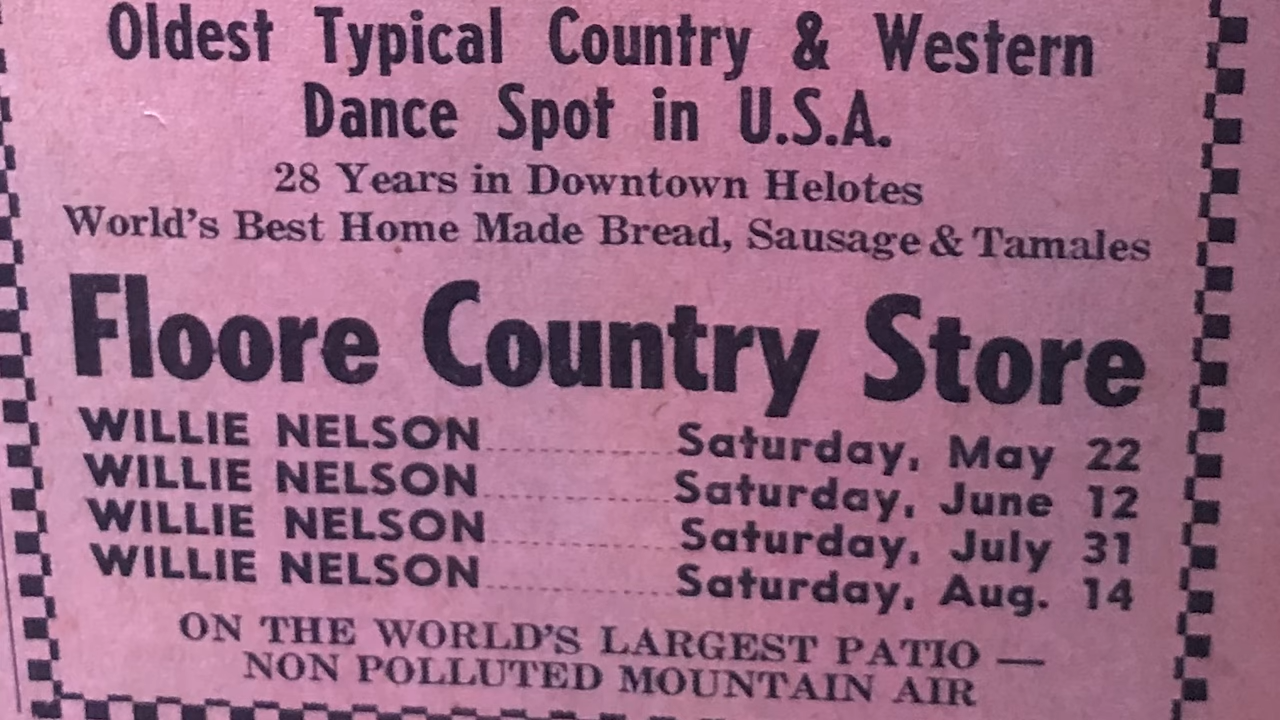 Oldest Typical Country & Western
Dance Spot in U.S.A.
28 Years in Downtown Helotes
World's Best Home Made Bread, Sausage & Tamales
Floore Country Store
WILLIE NELSON Saturday, May 22
WILLIE NELSON Saturday, June 12
WILLIE NELSON Saturday, July 31
WILLIE NELSON Saturday, Aug. 14
ON THE WORLD'S LARGEST PATIO —
NON POLLUTED MOUNTAIN AIR